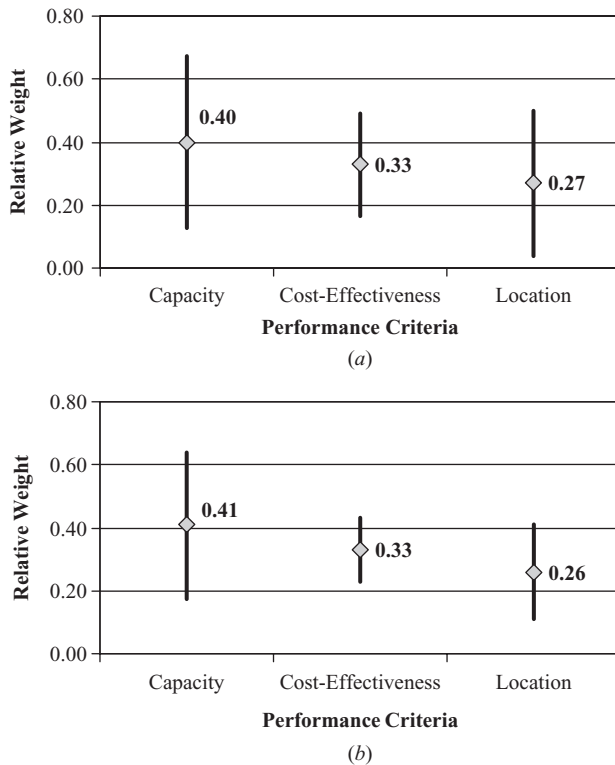 0.80
0.60
0.40
0.20
0.00
Relative Weight
0.40
0.33
0.27
Capacity Cost-Effectiveness Location
Performance Criteria
(a)
0.80
0.60
0.40
0.20
0.00
Relative Weight
0.41
0.33
0.26
Capacity Cost-Effectiveness Location
Performance Criteria
(b)